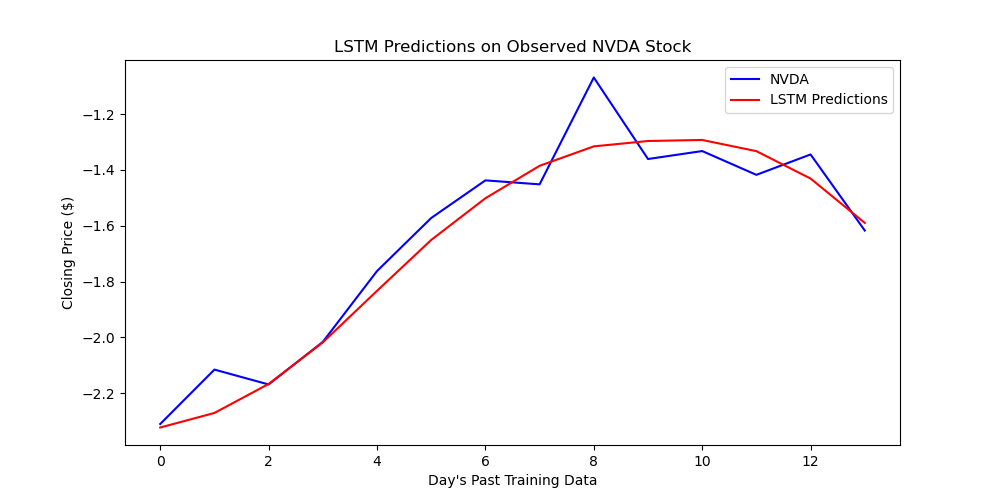 LSTM Predictions on Observed NVDA Stock
NVDA
LSTM Predictions
Closing Price ($)
−1.2
−1.4
−1.6
−1.8
−2.0
−2.2
0 2 4 6 8 10 12
Day's Past Training Data